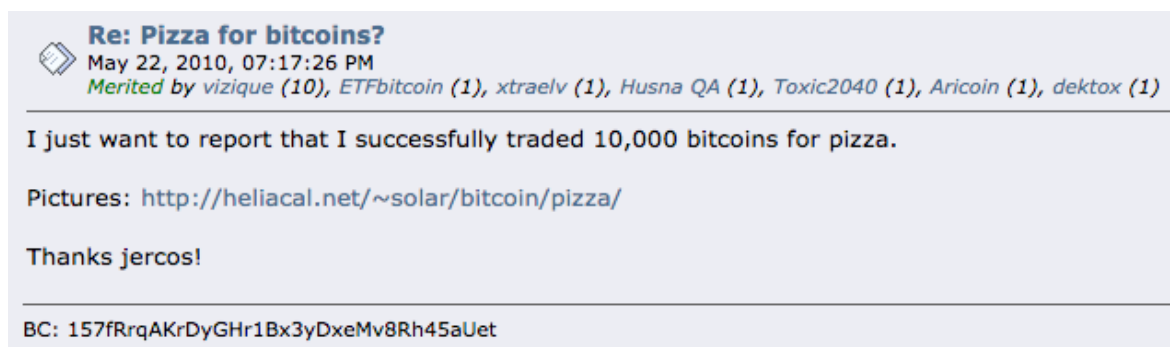 Re: Pizza for bitcoins?
May 22, 2010, 07:17:26 PM
Merited by vizique (10), ETFbitcoin (1), xtraelv (1), Husna QA (1), Toxic2040 (1), Aricoin (1), dektox (1)
I just want to report that I successfully traded 10,000 bitcoins for pizza.
Pictures: http://heliacal.net/~solar/bitcoin/pizza/
Thanks jercos!
BC: 157fRrqAKrDyGHr1Bx3yDxeMv8Rh45aUet